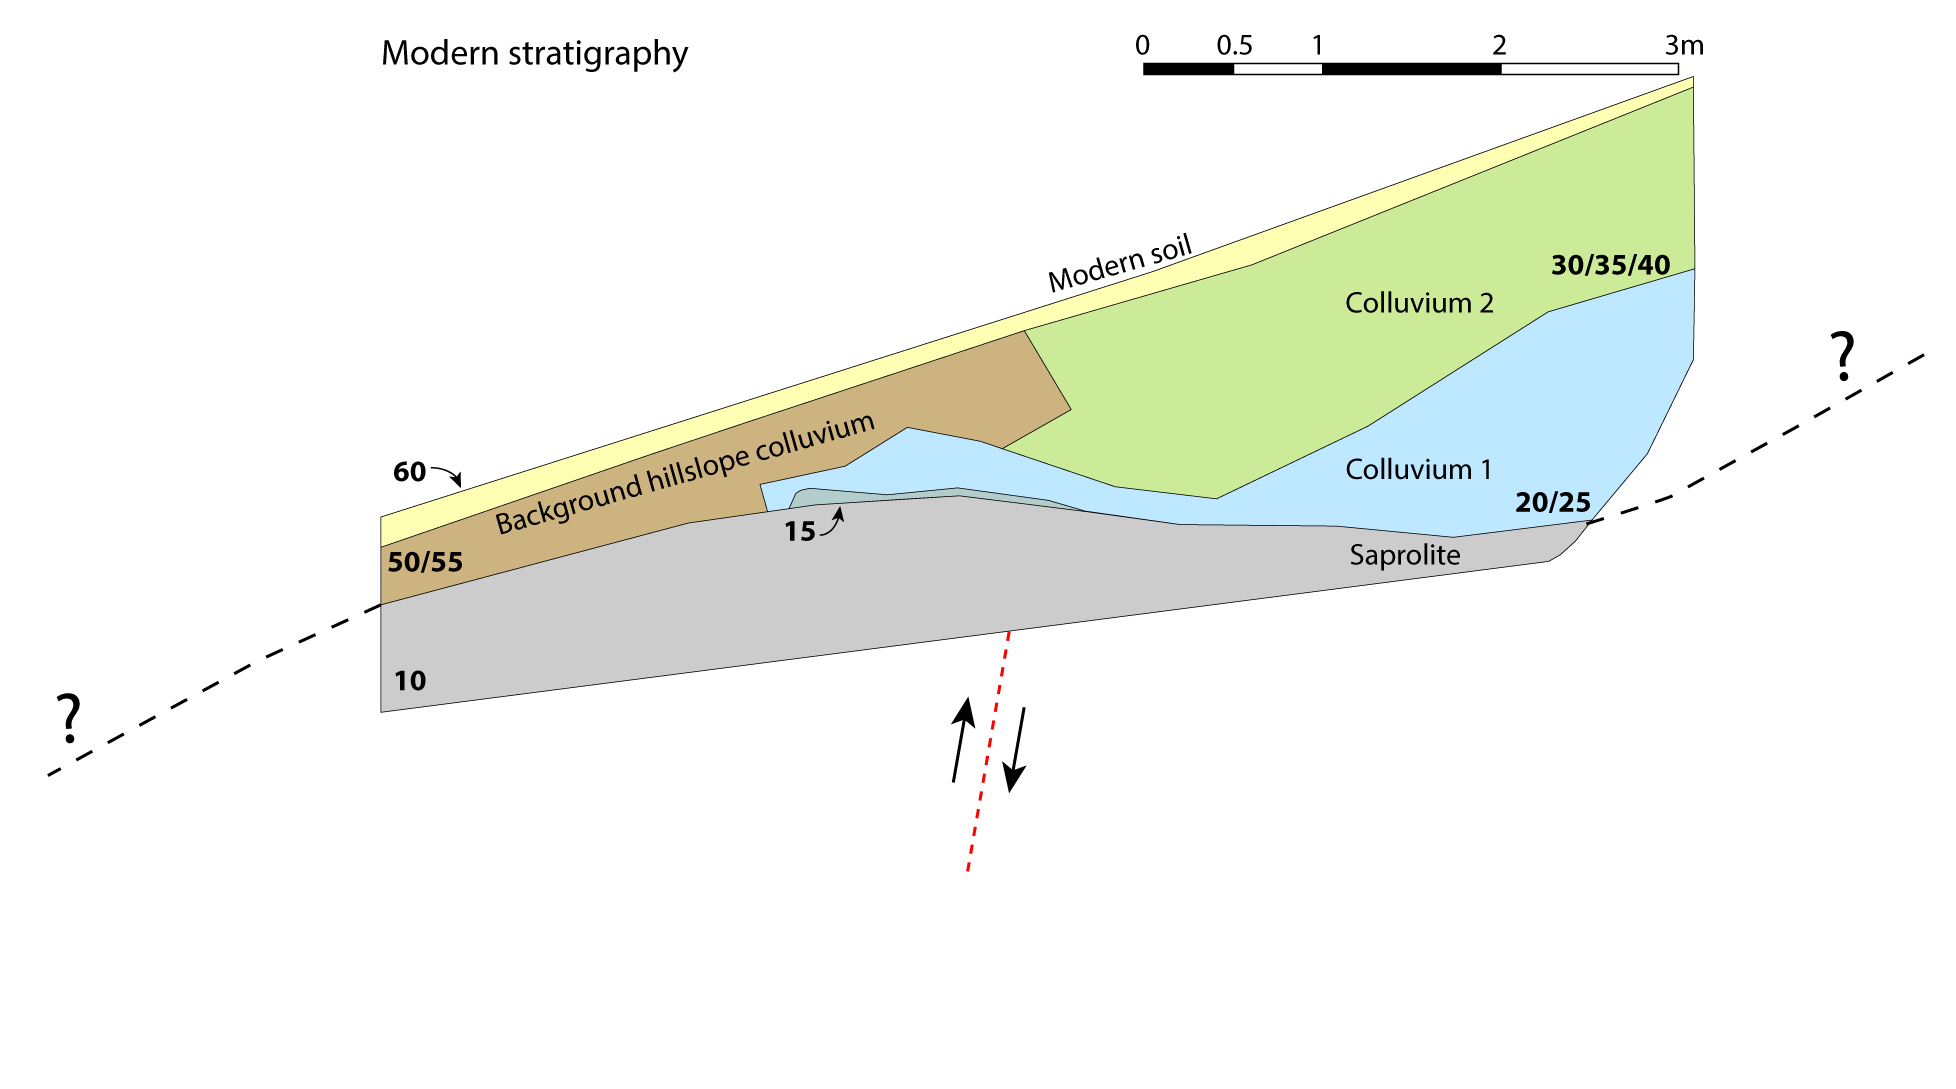 Modern stratigraphy
0 0.5 1 2 3m
Modern soil
30/35/40
Colluvium 2
?
Background hillslope colluvium
60
Colluvium 1
20/25
15
Saprolite
50/55
10
?